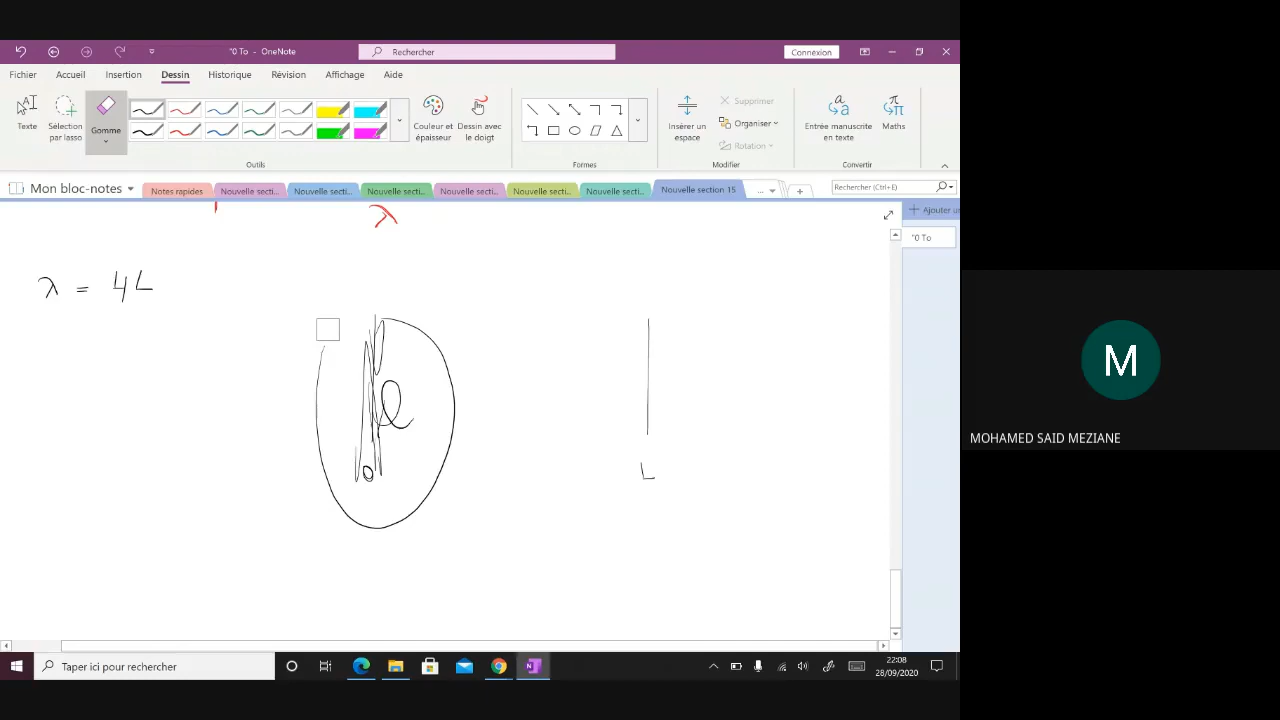 "0 To - OneNote
Rechercher
Connexion
Fichier Accueil Insertion Dessin Historique Révision Affichage Aide
Texte
Sélection par lasso
Gomme
Couleur et épaisseur
Dessin avec le doigt
Insérer un espace
Supprimer
Organiser
Rotation
Entrée manuscrite en texte
Maths
Outils Formes Modifier Convertir
Mon bloc-notes Notes rapides Nouvelle secti... Nouvelle secti... Nouvelle secti... Nouvelle secti... Nouvelle secti... Nouvelle secti... Nouvelle section 15 ... Rechercher (Ctrl+E)
Ajouter un
"0 To
λ
λ = 4L
e
L
M
MOHAMED SAID MEZIANE
Taper ici pour rechercher
22:08
28/09/2020